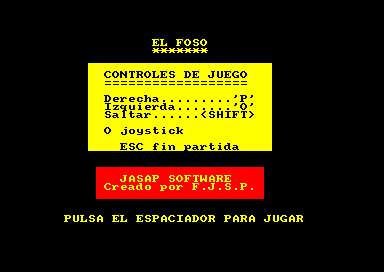 EL FOSO
*******
CONTROLES DE JUEGO
==================
Derecha.........'P'
Izquierda.......'O'
Saltar......<SHIFT>
O joystick
ESC fin partida
JASAP SOFTWARE
Creado por F.J.S.P.
PULSA EL ESPACIADOR PARA JUGAR